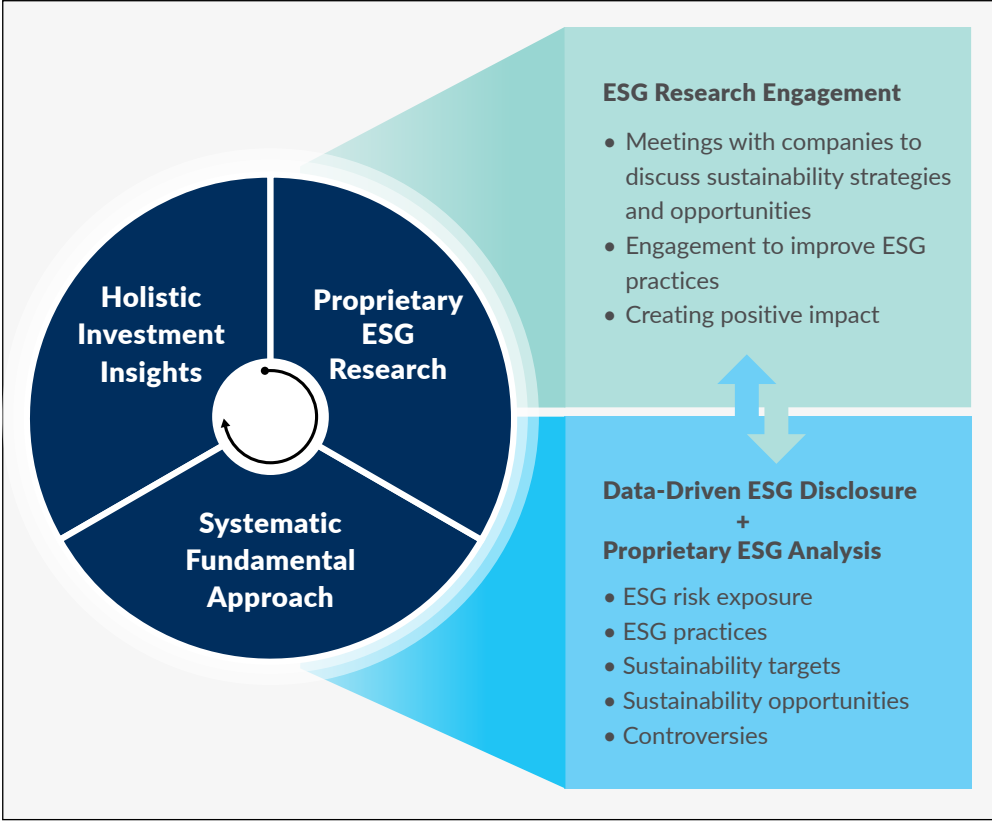 Holistic
Investment
Insights
Proprietary
ESG
Research
Systematic
Fundamental
Approach
ESG Research Engagement
• Meetings with companies to
discuss sustainability strategies
and opportunities
• Engagement to improve ESG
practices
• Creating positive impact
Data-Driven ESG Disclosure
+
Proprietary ESG Analysis
• ESG risk exposure
• ESG practices
• Sustainability targets
• Sustainability opportunities
• Controversies